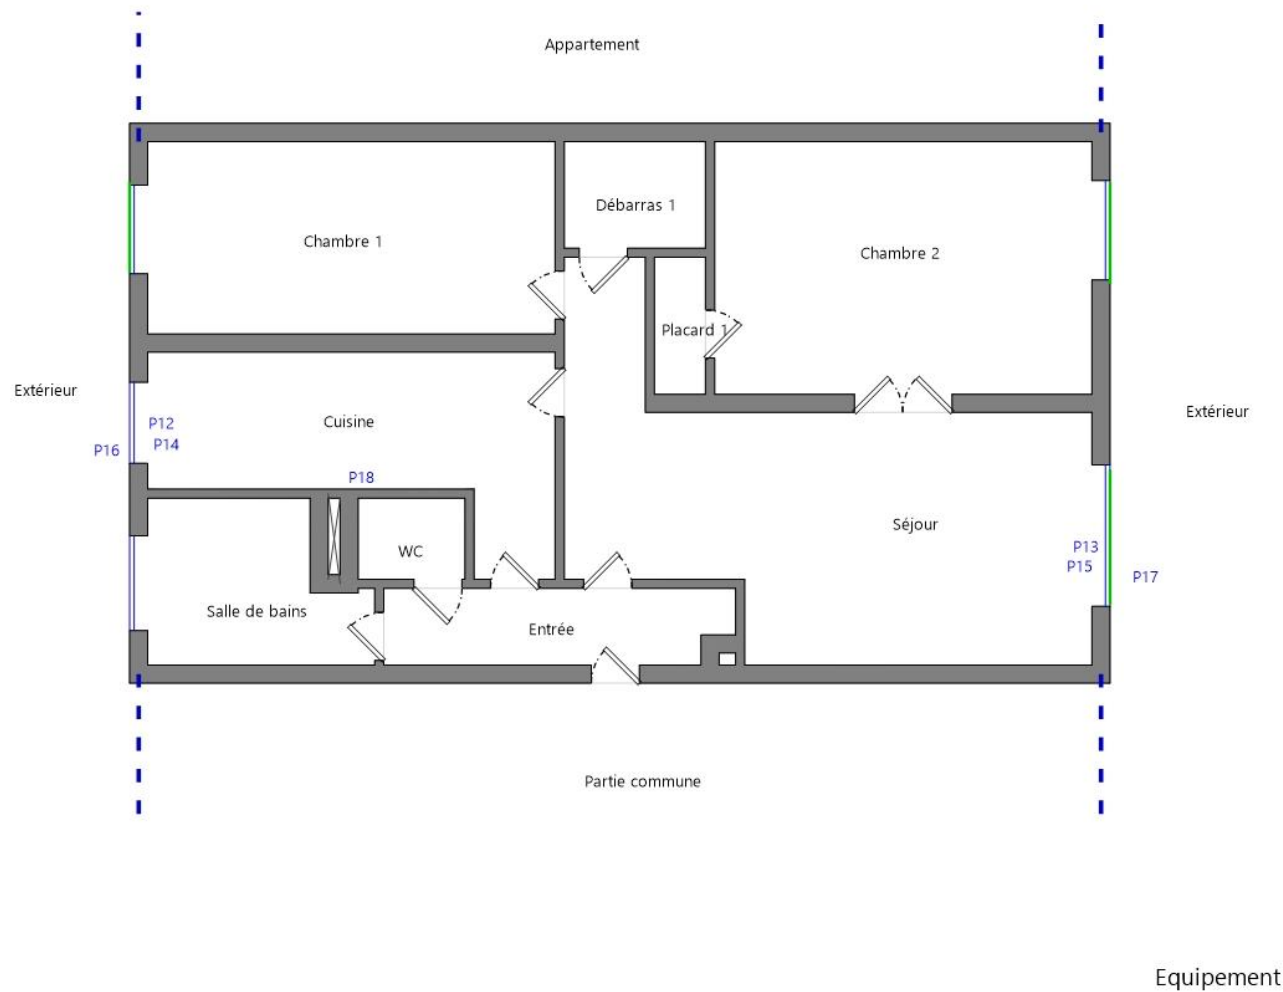 Appartement
Débarras 1
Chambre 1
Chambre 2
Placard 1
Extérieur
Extérieur
Cuisine
P12
P14
P16
P18
Séjour
WC
P13
P15
P17
Salle de bains
Entrée
Partie commune
Equipement